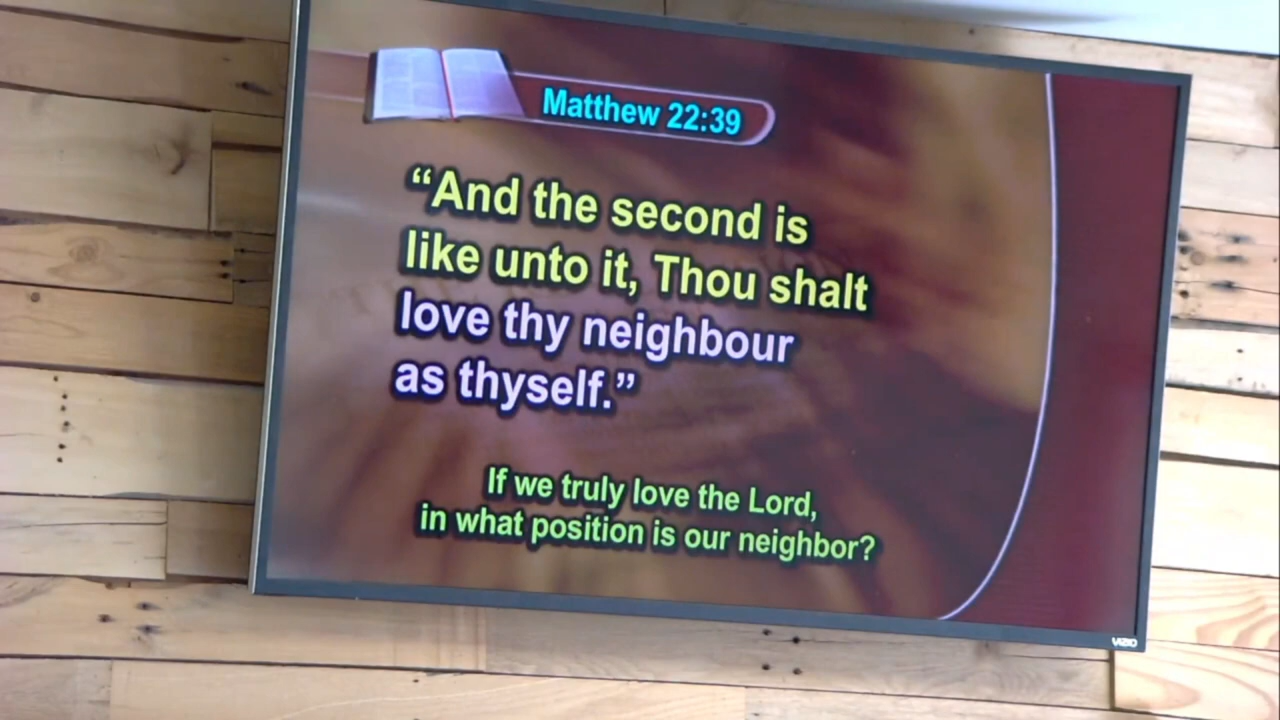 Matthew 22:39
“And the second is
like unto it, Thou shalt
love thy neighbour
as thyself.”
If we truly love the Lord,
in what position is our neighbor?
VIZIO